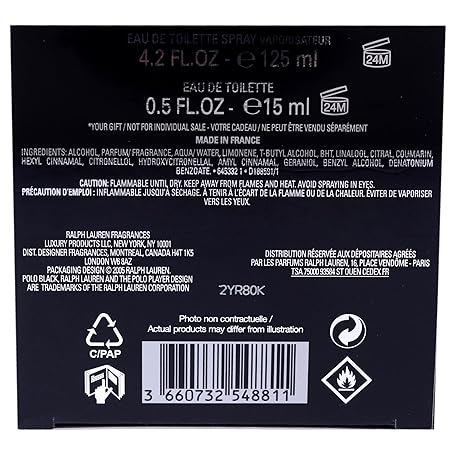 EAU DE TOILETTE SPRAY VAPORISATEUR
4.2 FL.OZ - ℮ 125 ml
24M
EAU DE TOILETTE
0.5 FL.OZ - ℮ 15 ml
24M
*YOUR GIFT / NOT FOR INDIVIDUAL SALE - VOTRE CADEAU / NE PEUT ÊTRE VENDU SÉPARÉMENT
MADE IN FRANCE
INGREDIENTS: ALCOHOL, PARFUM/ FRAGRANCE, AQUA/ WATER, LIMONENE, T-BUTYL ALCOHOL, BHT, LINALOOL, CITRAL, COUMARIN,
HEXYL CINNAMAL, CITRONELLOL, HYDROXYCITRONELLAL, AMYL CINNAMAL, GERANIOL, BENZYL ALCOHOL, DENATONIUM
BENZOATE. • 645332 1 • D188591/1
CAUTION: FLAMMABLE UNTIL DRY. KEEP AWAY FROM FLAMES AND HEAT. AVOID SPRAYING IN EYES.
PRÉCAUTION D'EMPLOI : INFLAMMABLE JUSQU'À SÉCHAGE. À TENIR À L'ÉCART DE LA FLAMME OU DE LA CHALEUR. ÉVITER DE VAPORISER
VERS LES YEUX.
RALPH LAUREN FRAGRANCES
LUXURY PRODUCTS LLC, NEW YORK, NY 10001
DIST. DESIGNER FRAGRANCES, MONTREAL, CANADA H4T 1K5
LONDON W6 8AZ
PACKAGING DESIGN © 2005 RALPH LAUREN.
POLO BLACK, RALPH LAUREN AND THE POLO PLAYER DESIGN
ARE TRADEMARKS OF THE RALPH LAUREN CORPORATION
DISTRIBUTION RÉSERVÉE AUX DÉPOSITAIRES AGRÉÉS
PAR LES PARFUMS RALPH LAUREN, 16, PLACE VENDÔME - PARIS
TSA 75000 93584 ST OUEN CEDEX.FR
2YR80K
Photo non contractuelle /
Actual products may differ from illustration
C/PAP
3 660732 548811